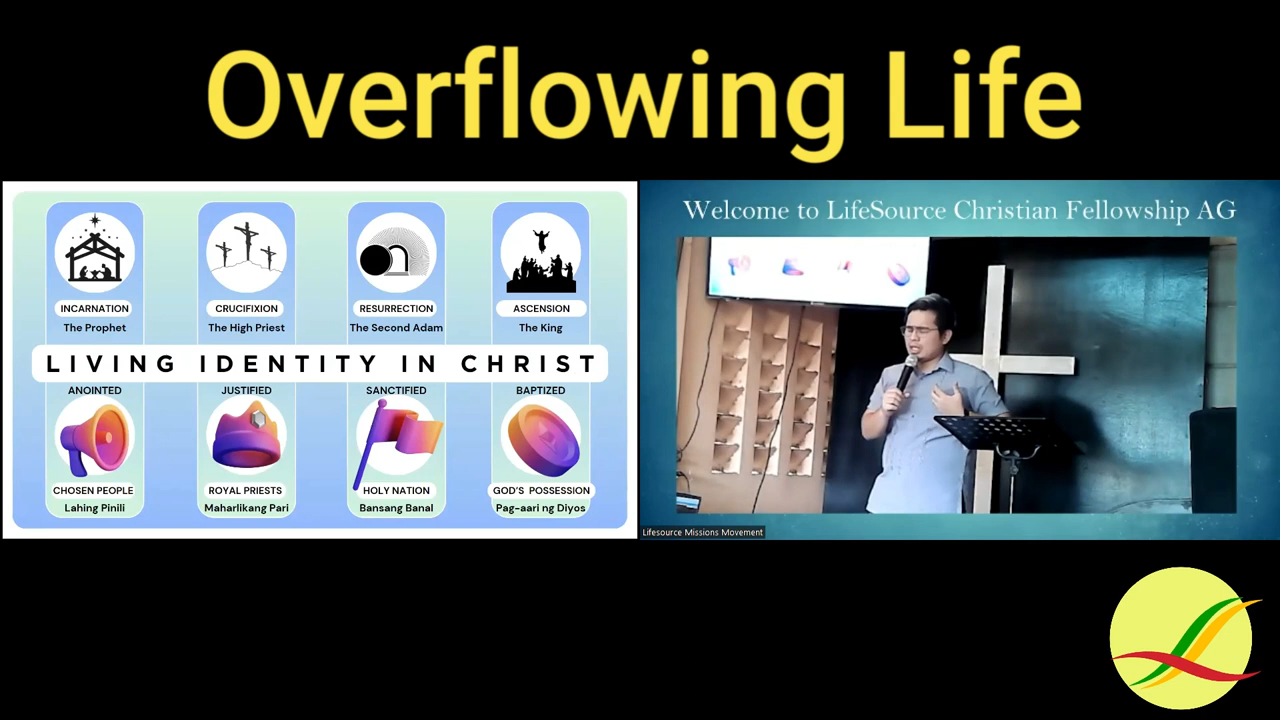 Overflowing Life
INCARNATION
The Prophet
CRUCIFIXION
The High Priest
RESURRECTION
The Second Adam
ASCENSION
The King
LIVING IDENTITY IN CHRIST
ANOINTED
CHOSEN PEOPLE
Lahing Pinili
JUSTIFIED
ROYAL PRIESTS
Maharlikang Pari
SANCTIFIED
HOLY NATION
Bansang Banal
BAPTIZED
GOD'S POSSESSION
Pag-aari ng Diyos
Welcome to LifeSource Christian Fellowship AG
Lifesource Missions Movement